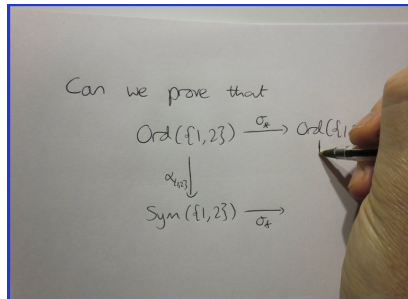 Can we prove that
Ord({1,2}) σ* Ord({1,
α{1,2}
Sym({1,2}) σ*